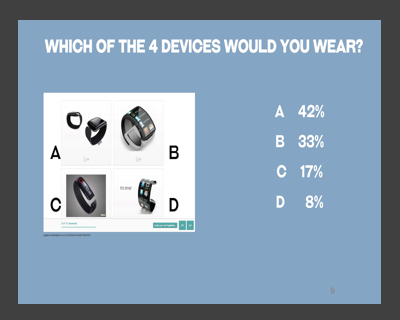 WHICH OF THE 4 DEVICES WOULD YOU WEAR?
A
B
C
D
A 42%
B 33%
C 17%
D 8%